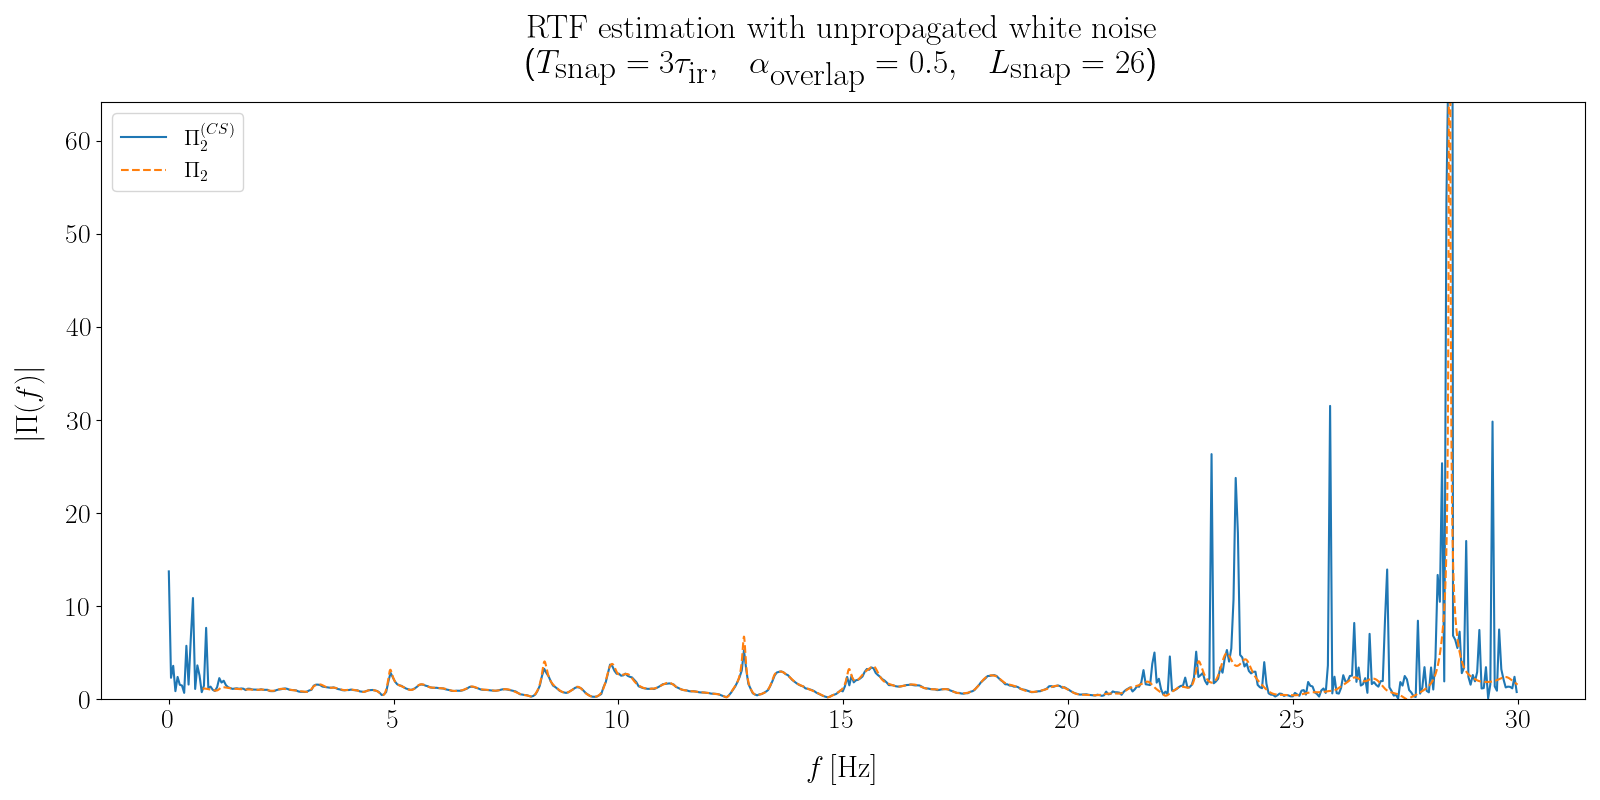 RTF estimation with unpropagated white noise
(T_snap = 3τ_ir, α_overlap = 0.5, L_snap = 26)
Π_2^(CS)
Π_2
60
50
40
30
20
10
0
|Π(f)|
0 5 10 15 20 25 30
f [Hz]